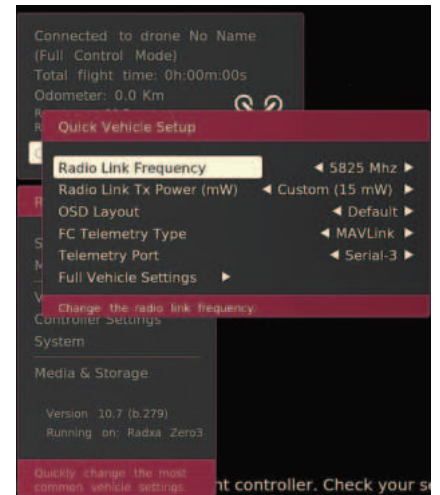 Connected to drone No Name
(Full Control Mode)
Total flight time: 0h:00m:00s
Odometer: 0.0 Km
Quick Vehicle Setup
Radio Link Frequency ◀ 5825 Mhz ▶
Radio Link Tx Power (mW) ◀ Custom (15 mW) ▶
OSD Layout ◀ Default ▶
FC Telemetry Type ◀ MAVLink ▶
Telemetry Port ◀ Serial-3 ▶
Full Vehicle Settings ▶
Change the radio link frequency.
Controller Settings
System
Media & Storage
Version 10.7 (b.279)
Running on: Radxa Zero3
Quickly change the most
common vehicle settings
nt controller. Check your se